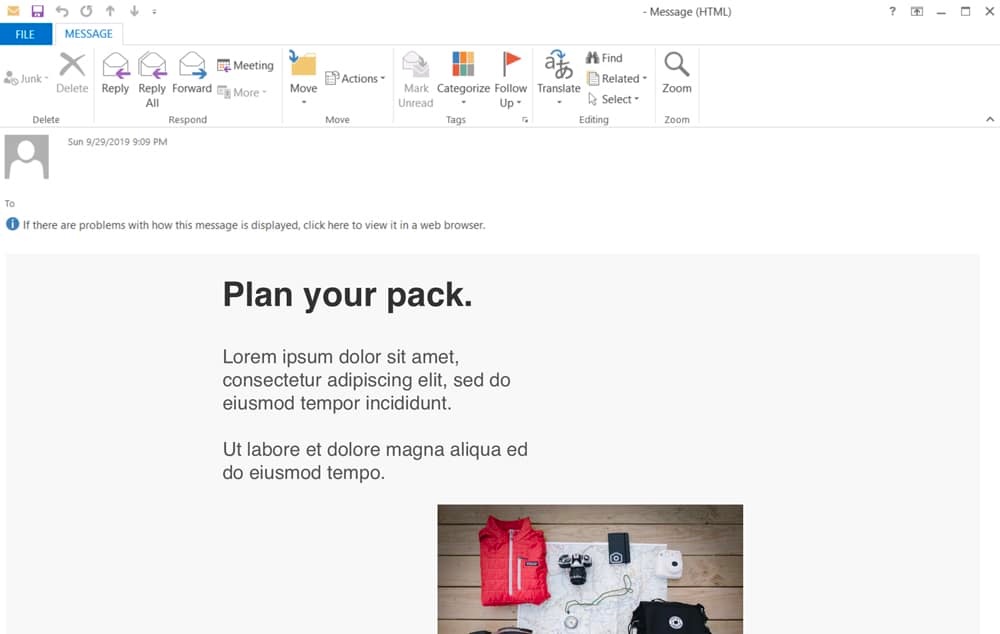 - Message (HTML)
?
FILE
MESSAGE
Junk
Delete
Reply
Reply
All
Forward
Meeting
More
Move
Actions
Mark
Unread
Categorize
Follow
Up
Translate
Find
Related
Select
Zoom
Delete
Respond
Move
Tags
Editing
Zoom
Sun 9/29/2019 9:09 PM
To
If there are problems with how this message is displayed, click here to view it in a web browser.
Plan your pack.
Lorem ipsum dolor sit amet,
consectetur adipiscing elit, sed do
eiusmod tempor incididunt.
Ut labore et dolore magna aliqua ed
do eiusmod tempo.